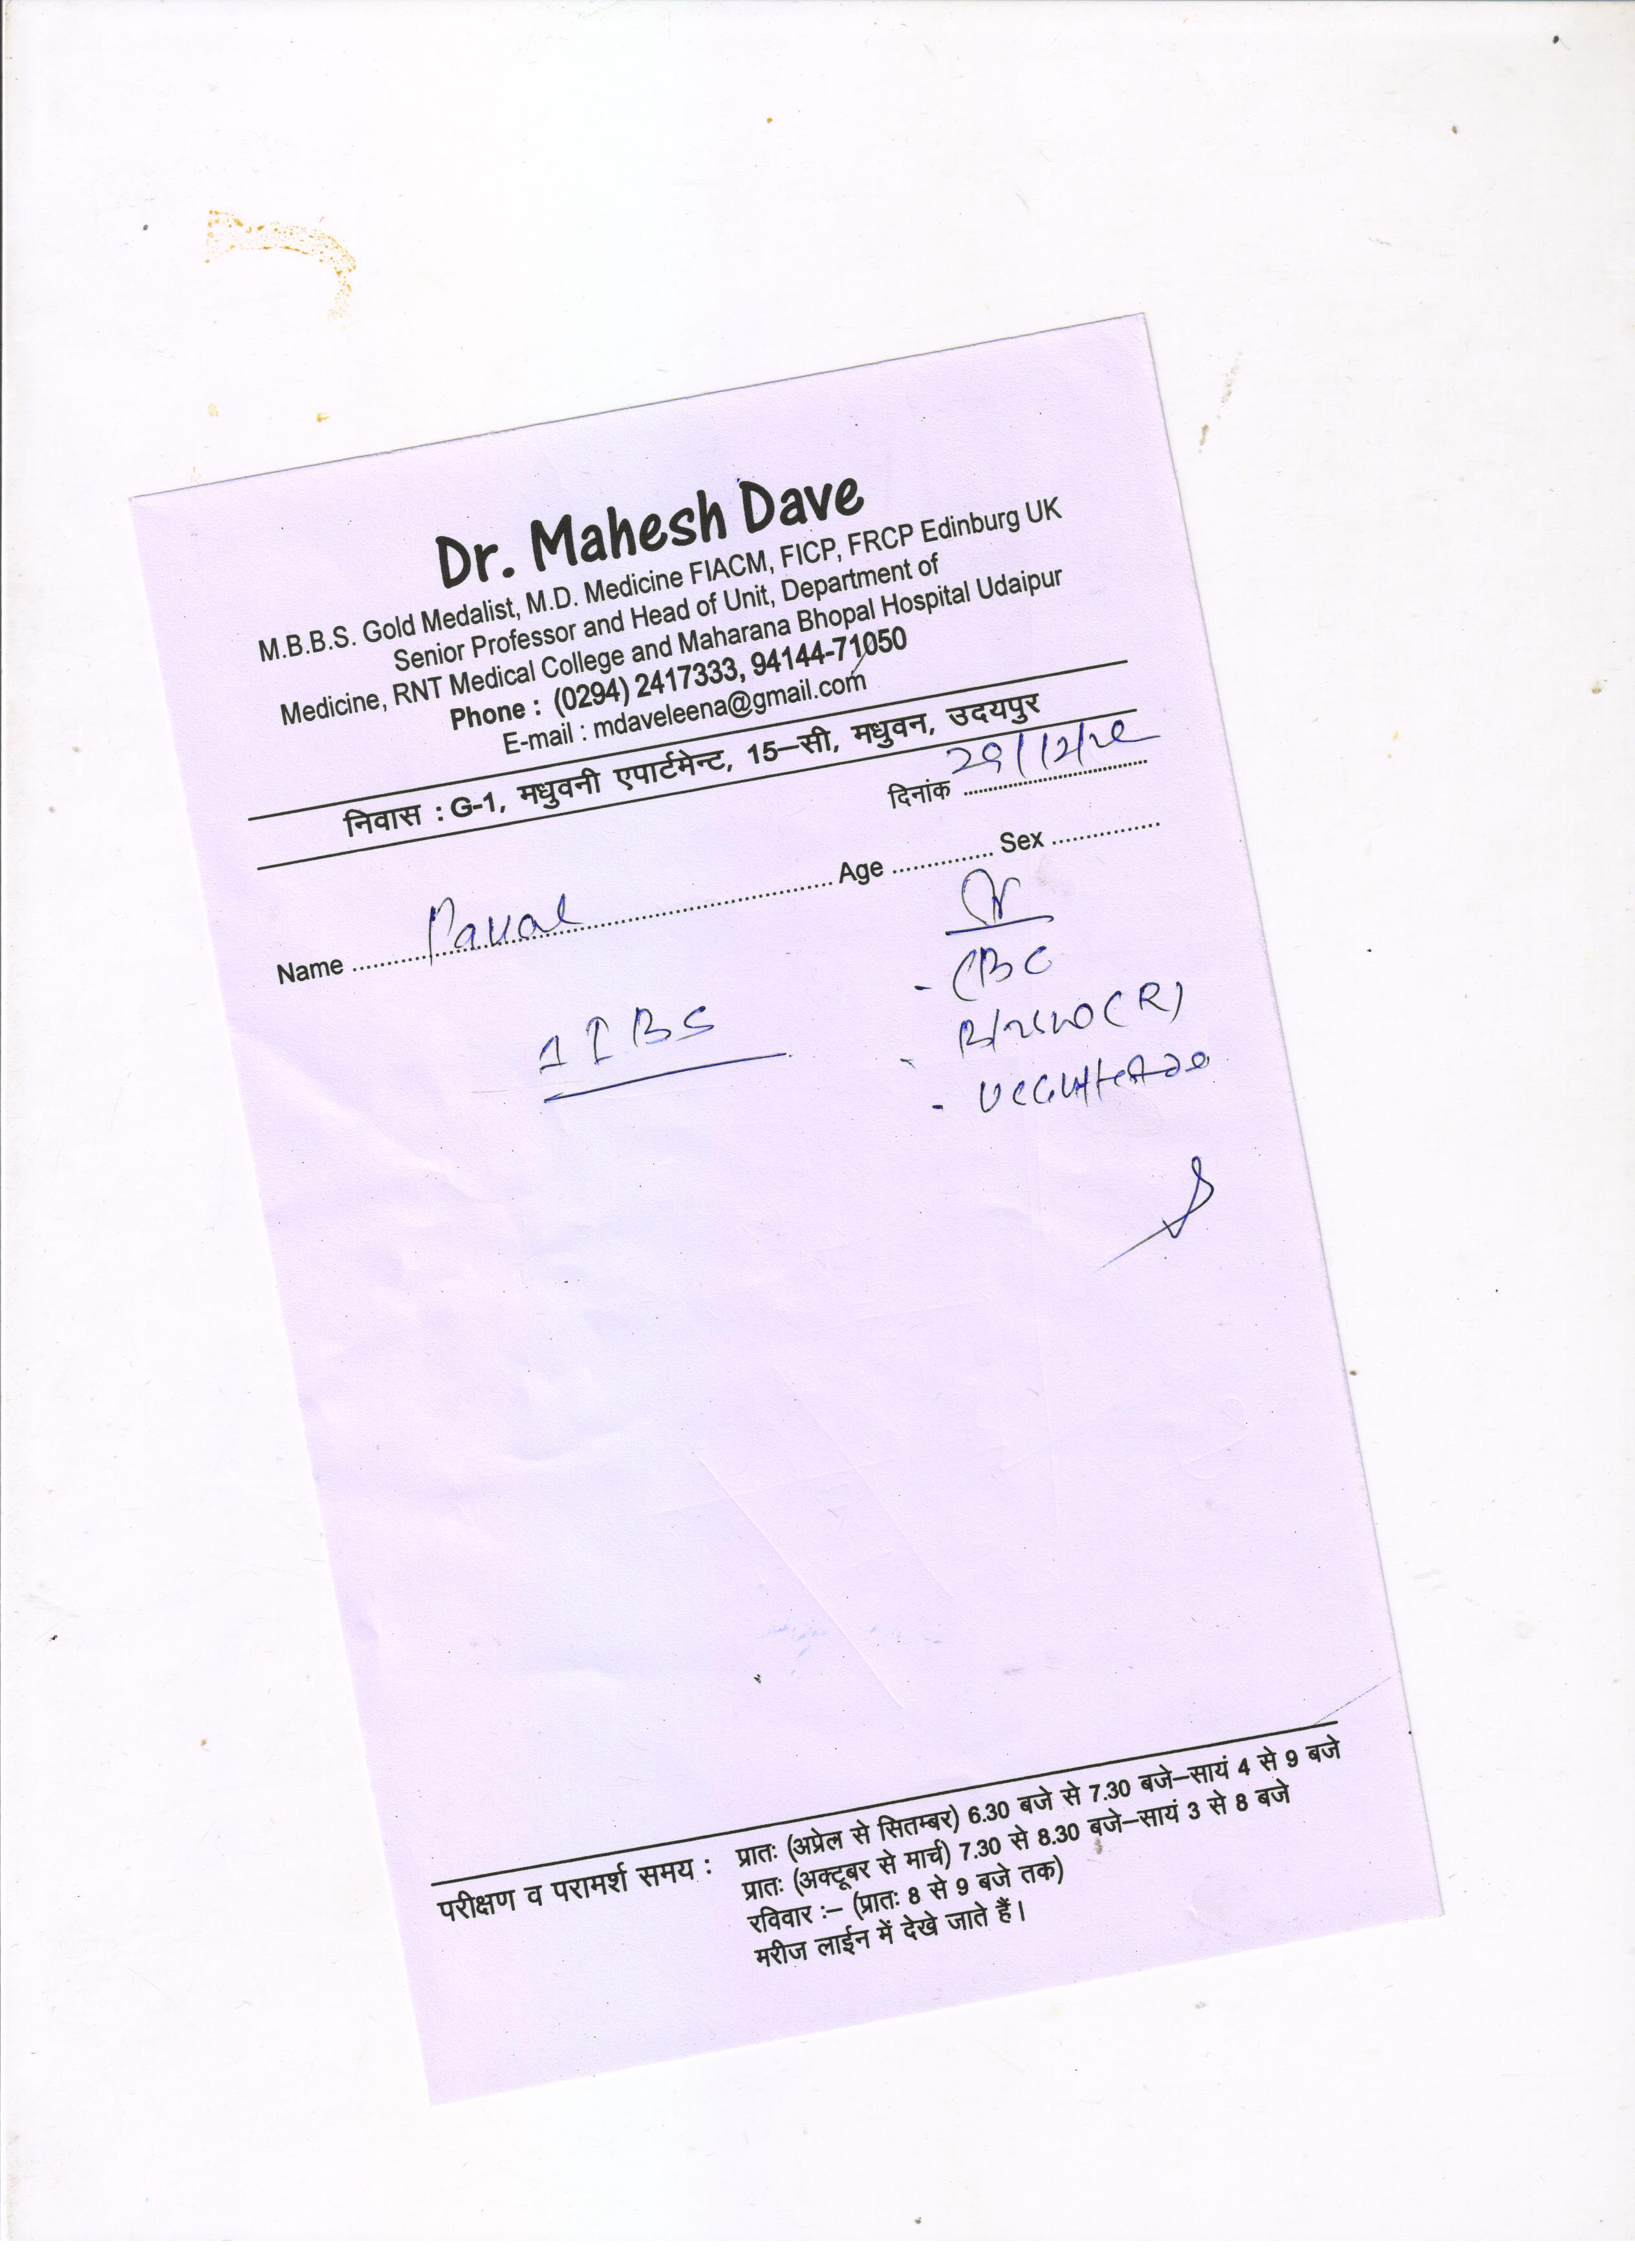 Dr. Mahesh Dave
M.B.B.S. Gold Medalist, M.D. Medicine FIACM, FICP, FRCP Edinburg UK
Senior Professor and Head of Unit, Department of
Medicine, RNT Medical College and Maharana Bhopal Hospital Udaipur
Phone : (0294) 2417333, 94144-71050
E-mail : mdaveleena@gmail.com
निवास : G-1, मधुवनी एपार्टमेन्ट, 15–सी, मधुवन, उदयपुर
दिनांक
Name Age Sex
IBS
- CBC
परीक्षण व परामर्श समय : प्रातः (अप्रेल से सितम्बर) 6.30 बजे से 7.30 बजे–सायं 4 से 9 बजे
प्रातः (अक्टूबर से मार्च) 7.30 से 8.30 बजे–सायं 3 से 8 बजे
रविवार :– (प्रातः 8 से 9 बजे तक)
मरीज लाईन में देखे जाते हैं।